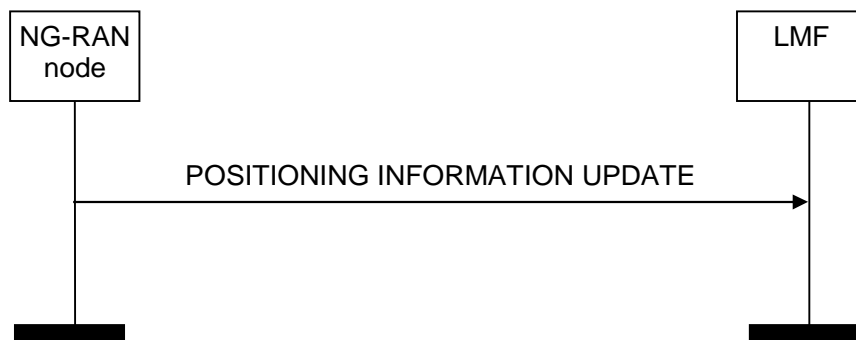 NG-RAN
node
LMF
POSITIONING INFORMATION UPDATE